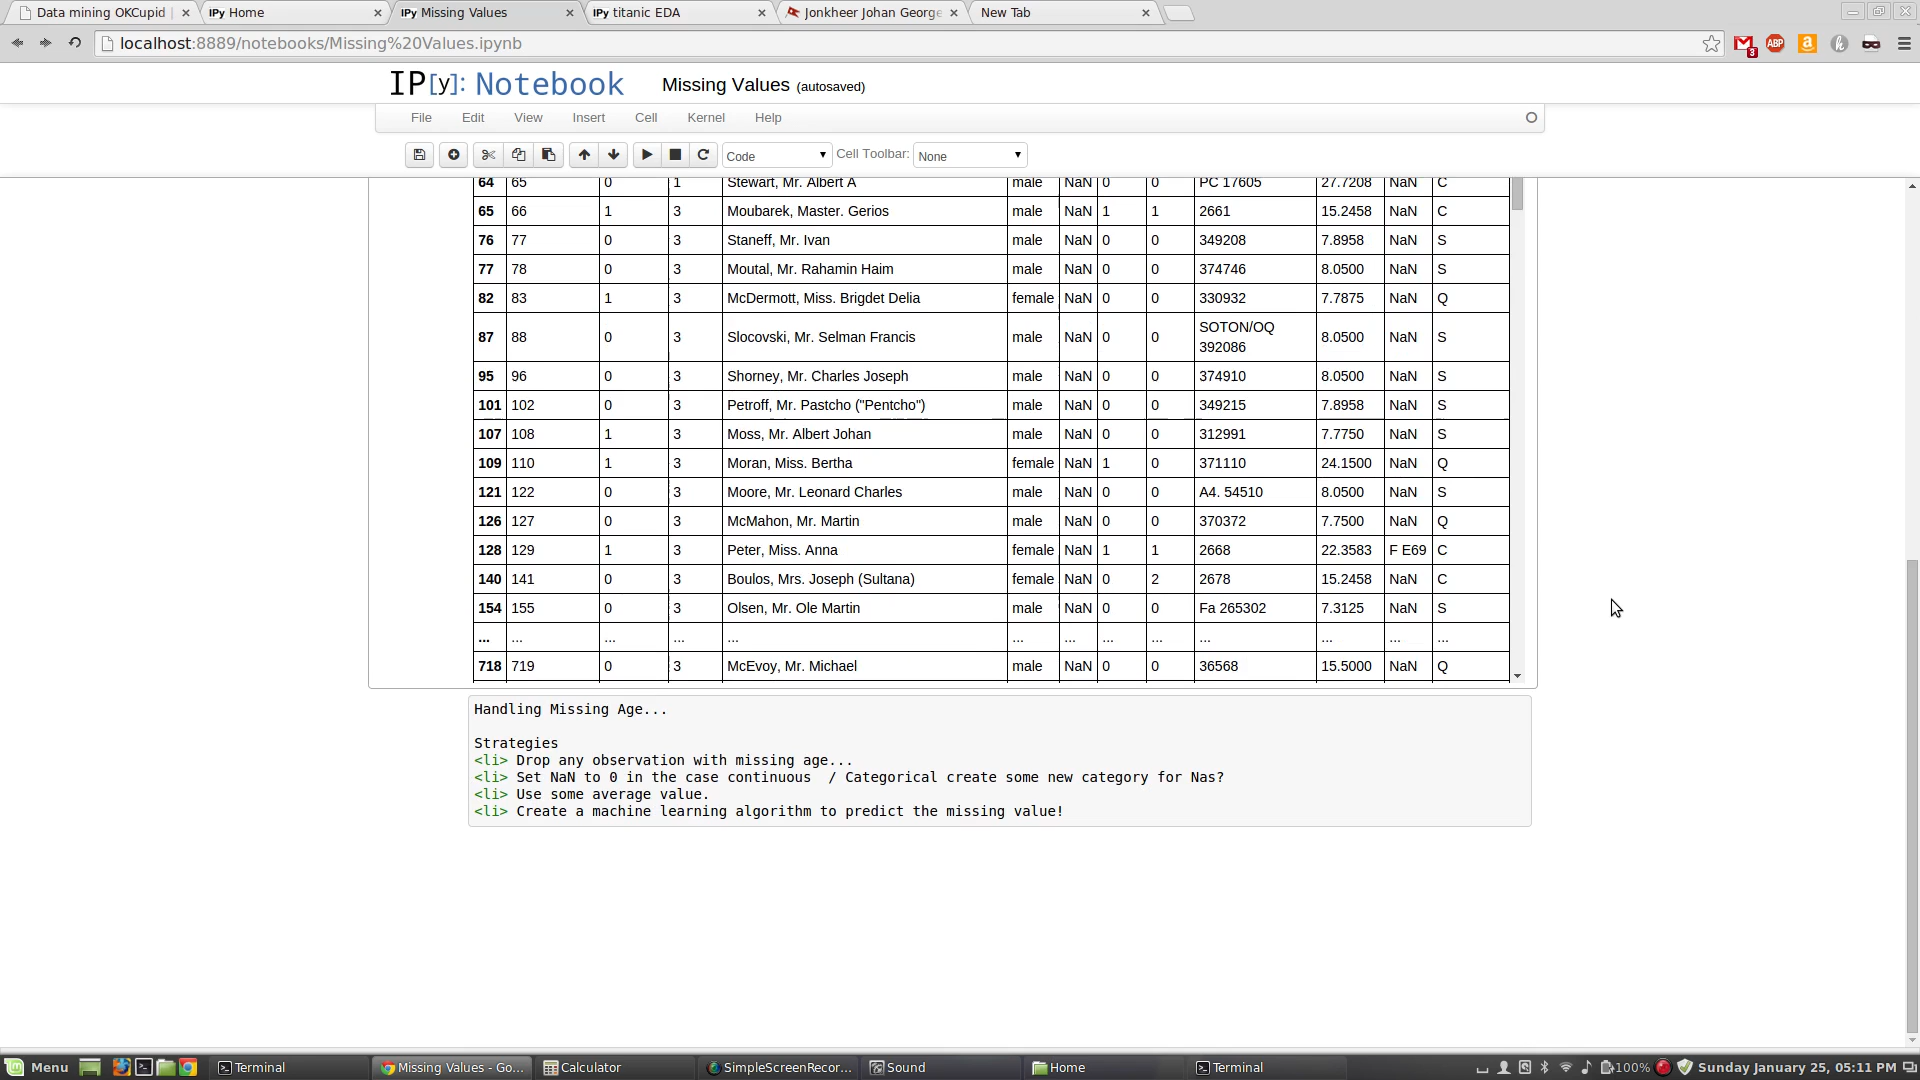 Data mining OKCupid
IPy Home
IPy Missing Values
IPy titanic EDA
Jonkheer Johan George
New Tab
localhost:8889/notebooks/Missing%20Values.ipynb
3
ABP
a
h
IP[y]: Notebook Missing Values (autosaved)
File Edit View Insert Cell Kernel Help
Code Cell Toolbar: None
64 65 0 1 Stewart, Mr. Albert A male NaN 0 0 PC 17605 27.7208 NaN C
65 66 1 3 Moubarek, Master. Gerios male NaN 1 1 2661 15.2458 NaN C
76 77 0 3 Staneff, Mr. Ivan male NaN 0 0 349208 7.8958 NaN S
77 78 0 3 Moutal, Mr. Rahamin Haim male NaN 0 0 374746 8.0500 NaN S
82 83 1 3 McDermott, Miss. Brigdet Delia female NaN 0 0 330932 7.7875 NaN Q
87 88 0 3 Slocovski, Mr. Selman Francis male NaN 0 0 SOTON/OQ 392086 8.0500 NaN S
95 96 0 3 Shorney, Mr. Charles Joseph male NaN 0 0 374910 8.0500 NaN S
101 102 0 3 Petroff, Mr. Pastcho ("Pentcho") male NaN 0 0 349215 7.8958 NaN S
107 108 1 3 Moss, Mr. Albert Johan male NaN 0 0 312991 7.7750 NaN S
109 110 1 3 Moran, Miss. Bertha female NaN 1 0 371110 24.1500 NaN Q
121 122 0 3 Moore, Mr. Leonard Charles male NaN 0 0 A4. 54510 8.0500 NaN S
126 127 0 3 McMahon, Mr. Martin male NaN 0 0 370372 7.7500 NaN Q
128 129 1 3 Peter, Miss. Anna female NaN 1 1 2668 22.3583 F E69 C
140 141 0 3 Boulos, Mrs. Joseph (Sultana) female NaN 0 2 2678 15.2458 NaN C
154 155 0 3 Olsen, Mr. Ole Martin male NaN 0 0 Fa 265302 7.3125 NaN S
... ... ... ... ... ... ... ... ... ... ... ... ...
718 719 0 3 McEvoy, Mr. Michael male NaN 0 0 36568 15.5000 NaN Q
Handling Missing Age...
Strategies
<li> Drop any observation with missing age...
<li> Set NaN to 0 in the case continuous  / Categorical create some new category for Nas?
<li> Use some average value.
<li> Create a machine learning algorithm to predict the missing value!
Menu Terminal Missing Values - Go... Calculator SimpleScreenRecor... Sound Home Terminal 100% Sunday January 25, 05:11 PM